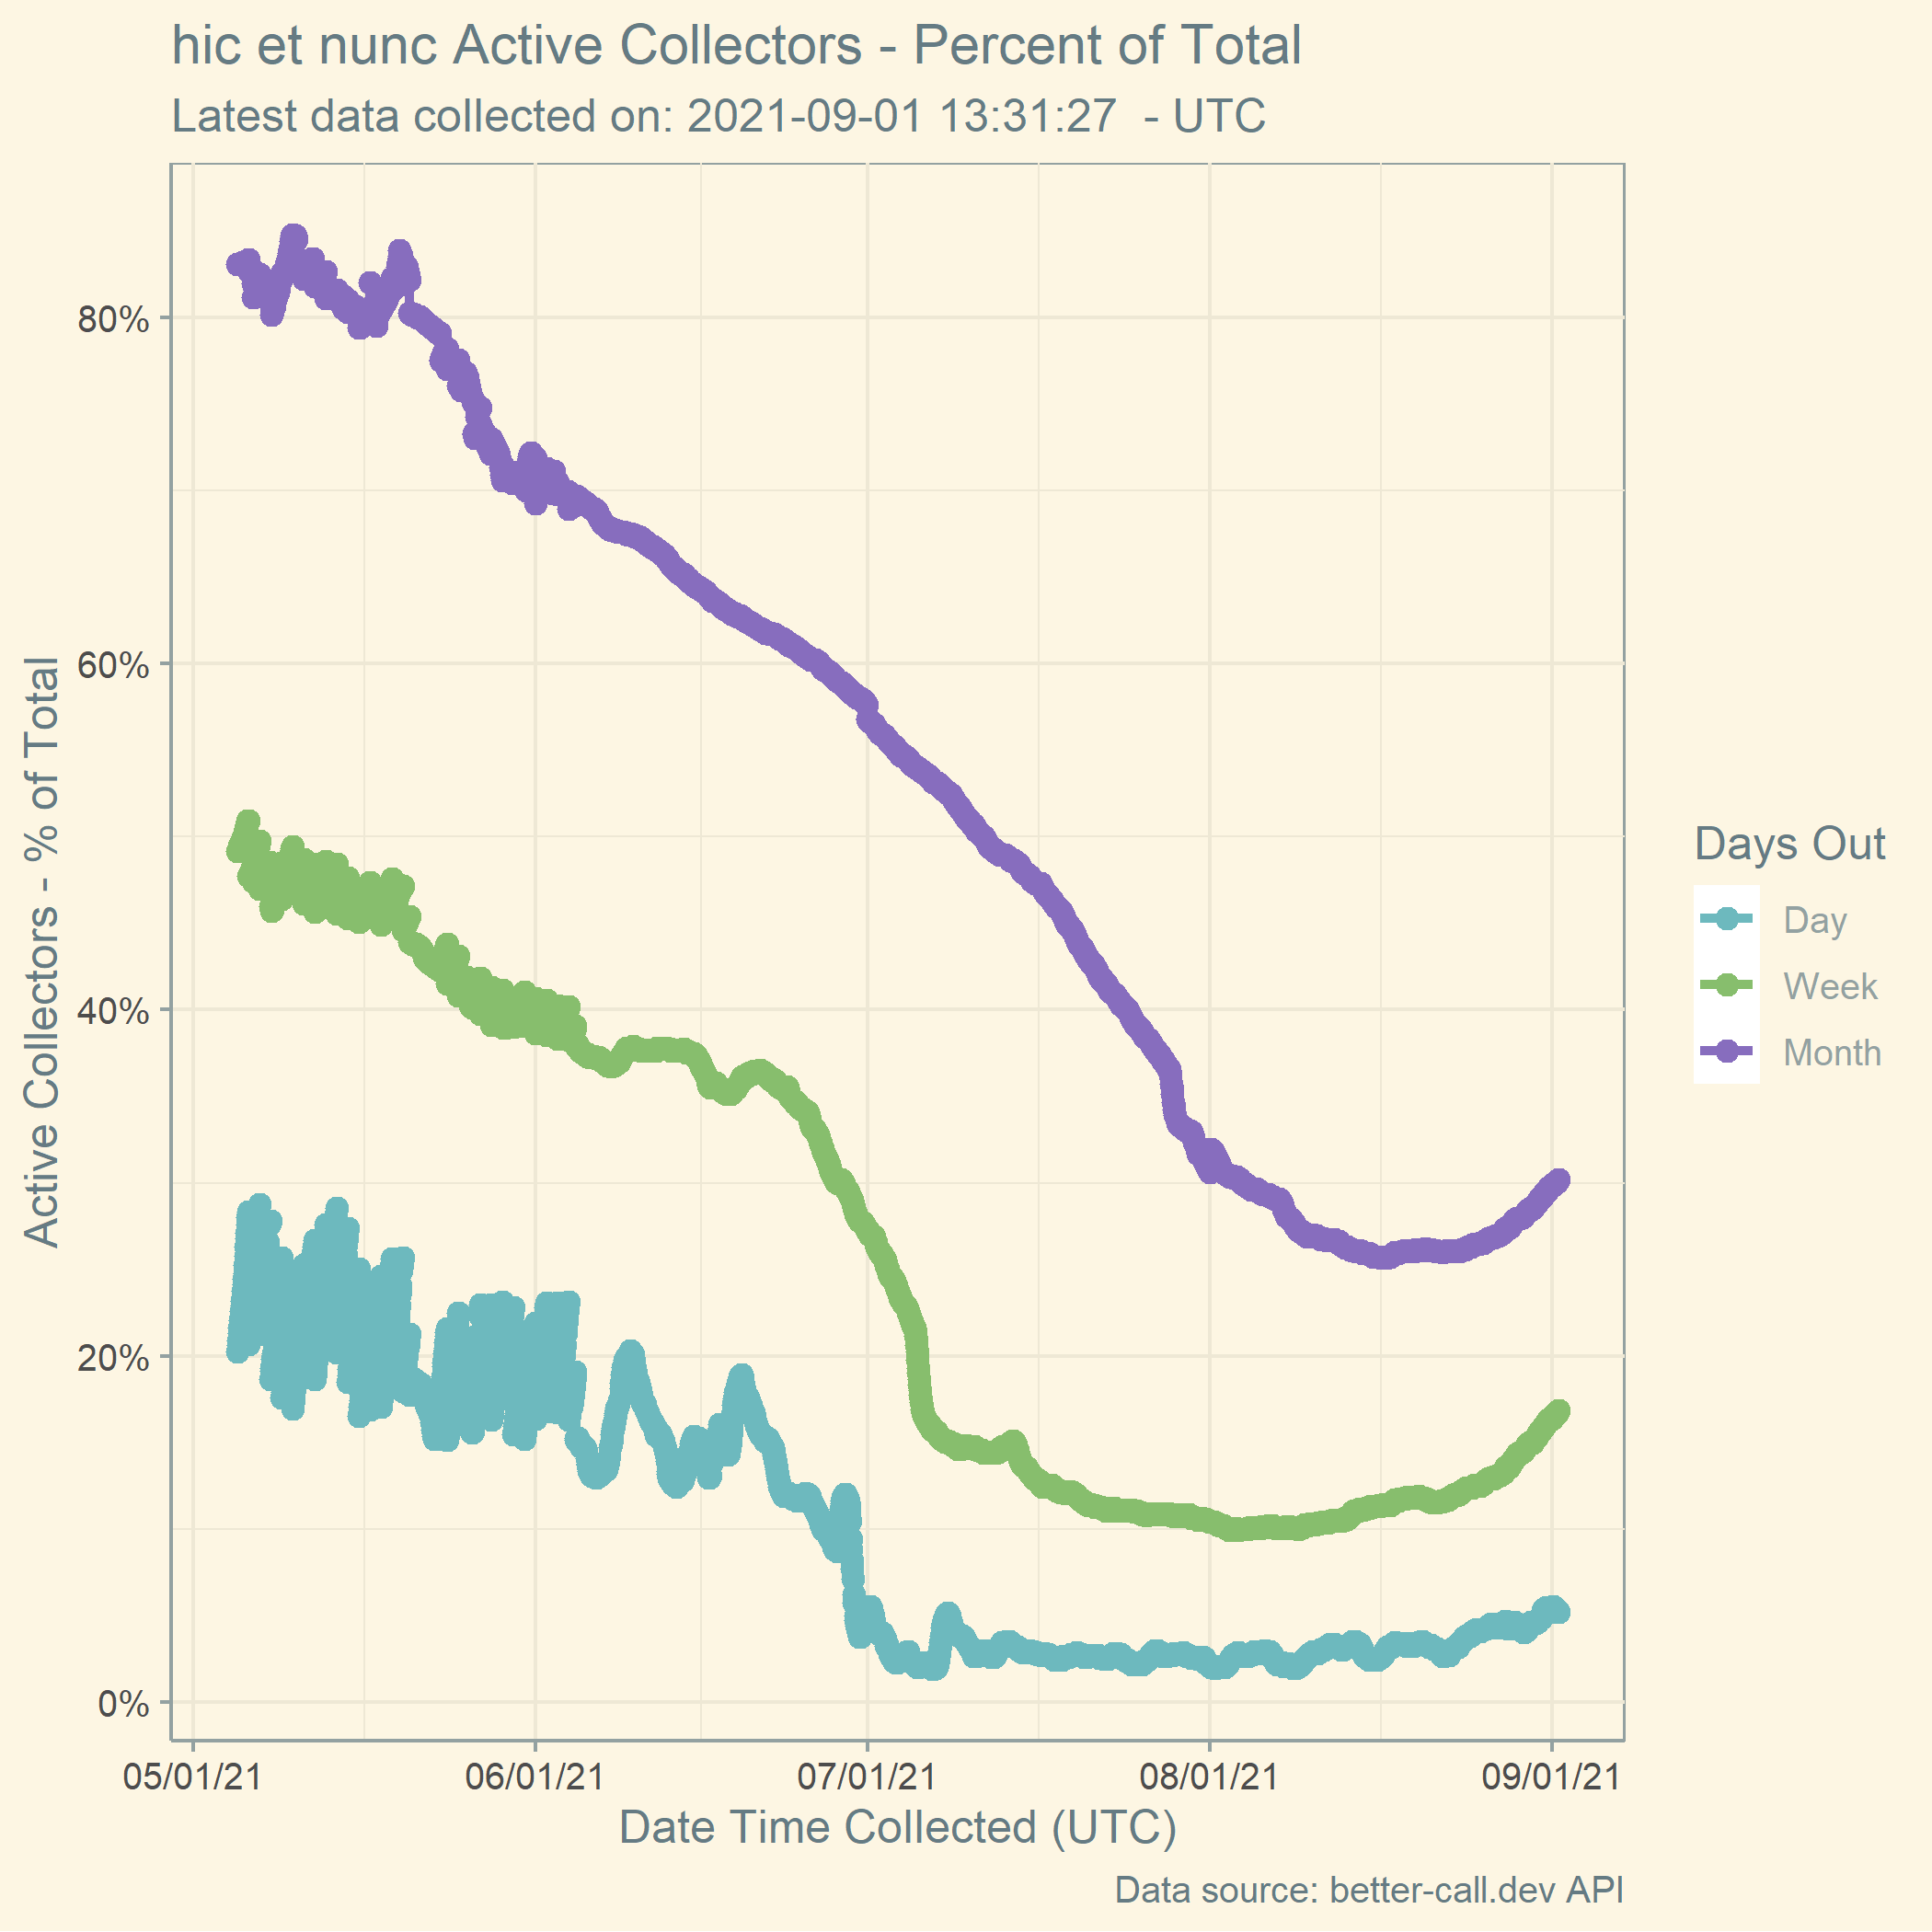 hic et nunc Active Collectors - Percent of Total
Latest data collected on: 2021-09-01 13:31:27  - UTC
Active Collectors - % of Total
80%
60%
40%
20%
0%
05/01/21
06/01/21
07/01/21
08/01/21
09/01/21
Date Time Collected (UTC)
Days Out
Day
Week
Month
Data source: better-call.dev API